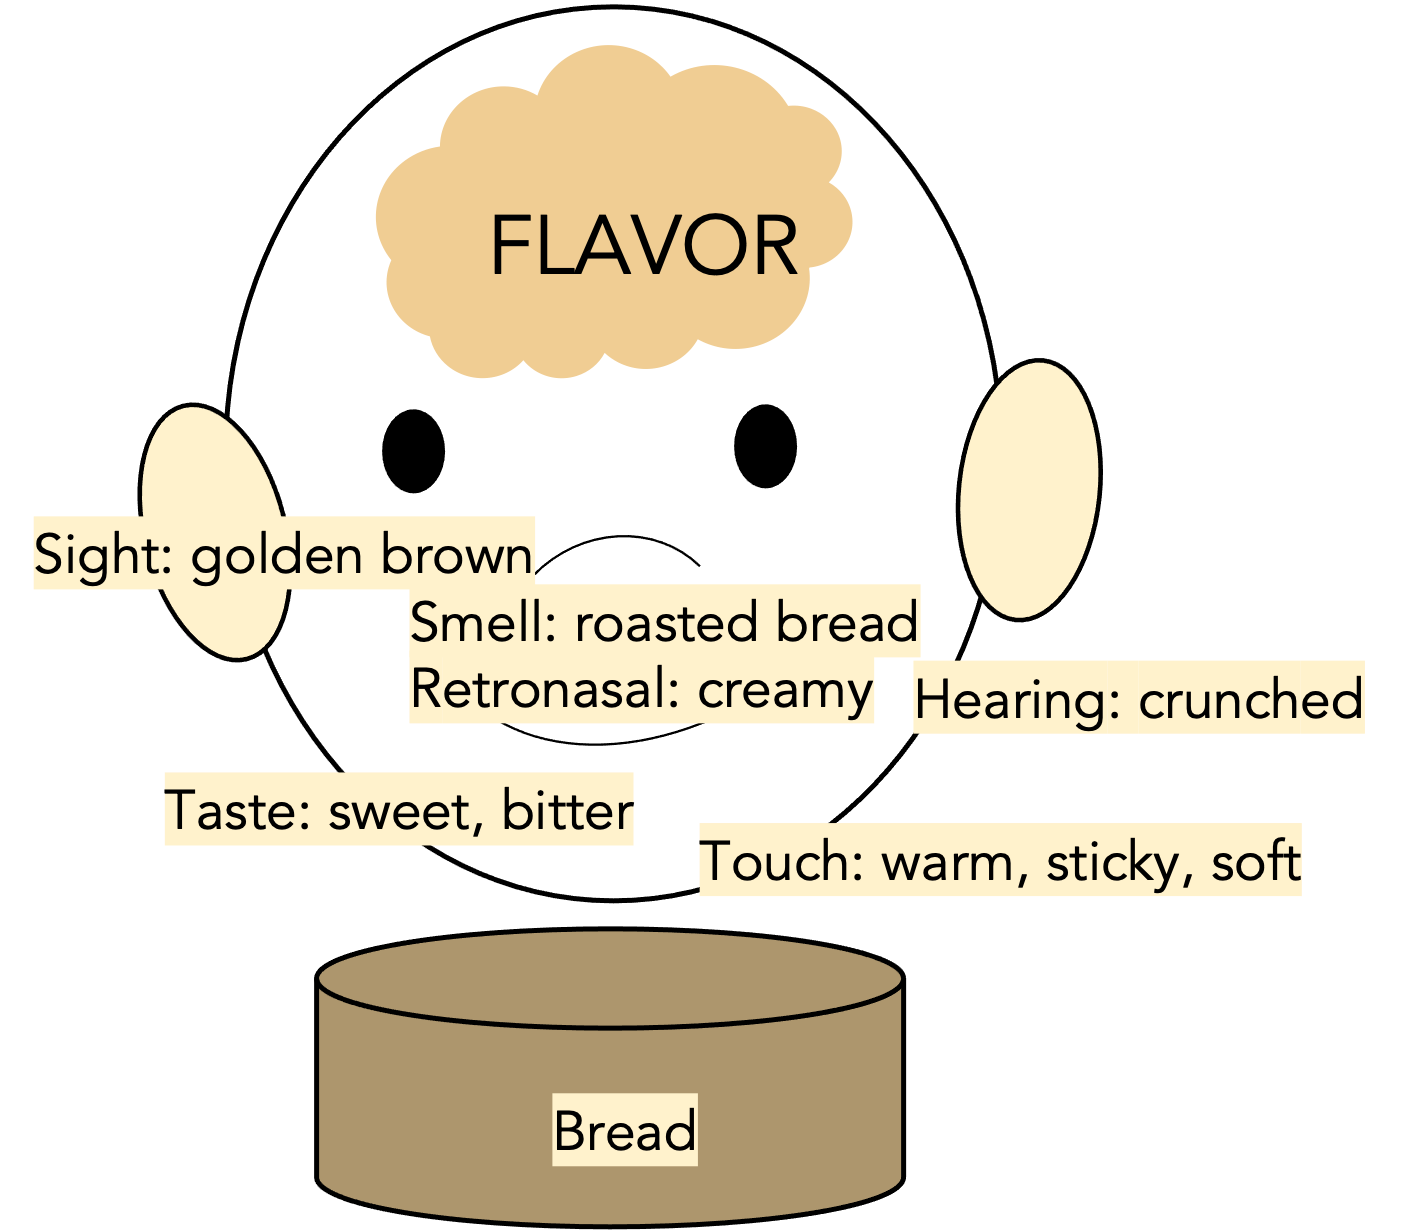 FLAVOR
Sight: golden brown
Smell: roasted bread
Retronasal: creamy
Hearing: crunched
Taste: sweet, bitter
Touch: warm, sticky, soft
Bread